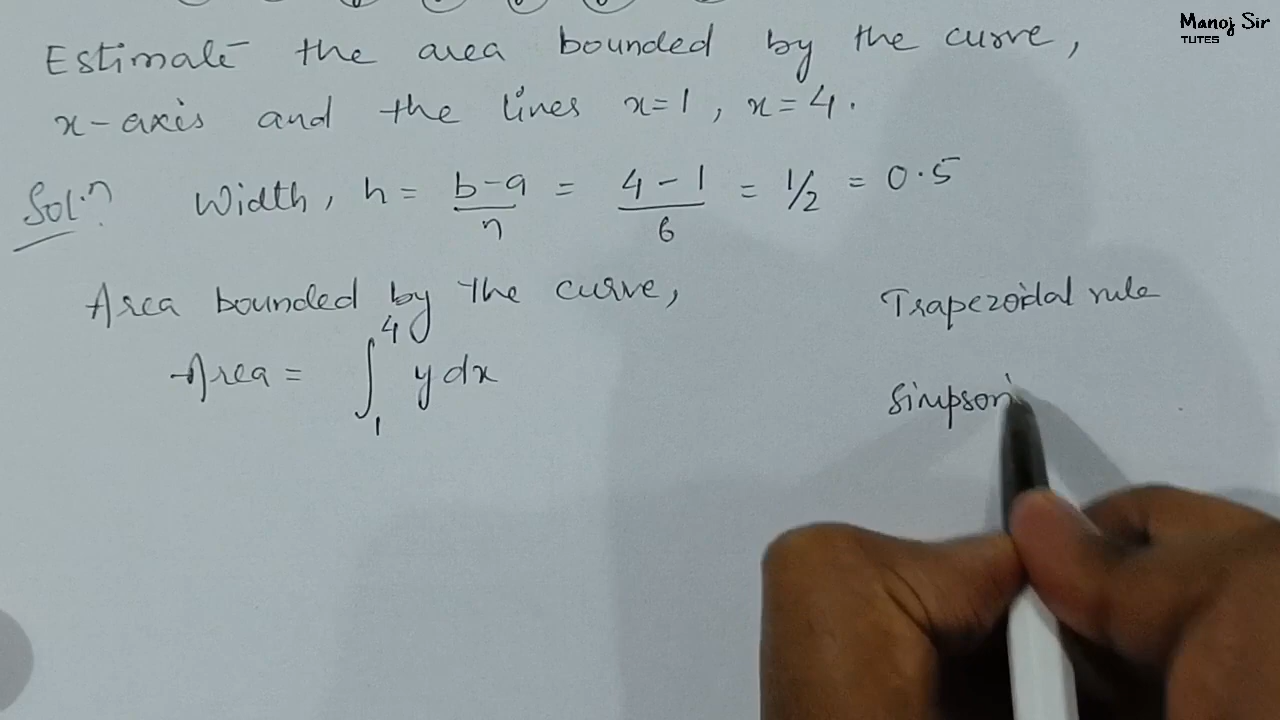 Manoj Sir
TUTES
Estimate the area bounded by the curve,
x-axis and the lines x=1, x=4.
Sol.n Width, h = b-a/n = 4-1/6 = 1/2 = 0.5
Area bounded by the curve,
Area = ∫₁⁴ y dx
Trapezoidal rule
Simpson'